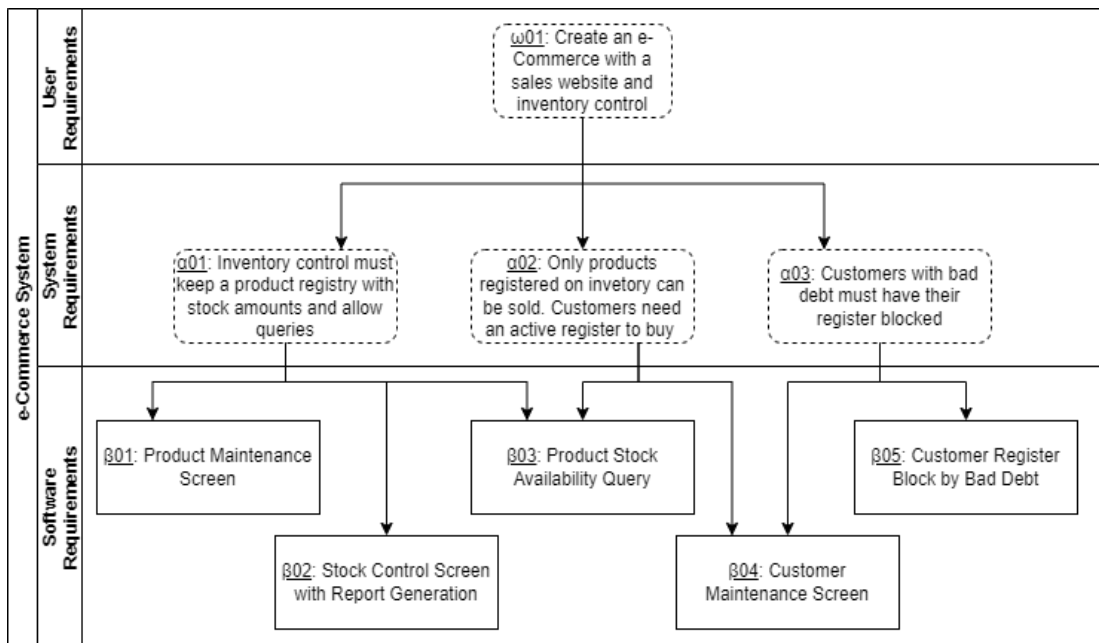 e-Commerce System
User
Requirements
ω01: Create an e-
Commerce with a
sales website and
inventory control
System
Requirements
α01: Inventory control must
keep a product registry with
stock amounts and allow
queries
α02: Only products
registered on invetory can
be sold. Customers need
an active register to buy
α03: Customers with bad
debt must have their
register blocked
Software
Requirements
β01: Product Maintenance
Screen
β03: Product Stock
Availability Query
β05: Customer Register
Block by Bad Debt
β02: Stock Control Screen
with Report Generation
β04: Customer
Maintenance Screen